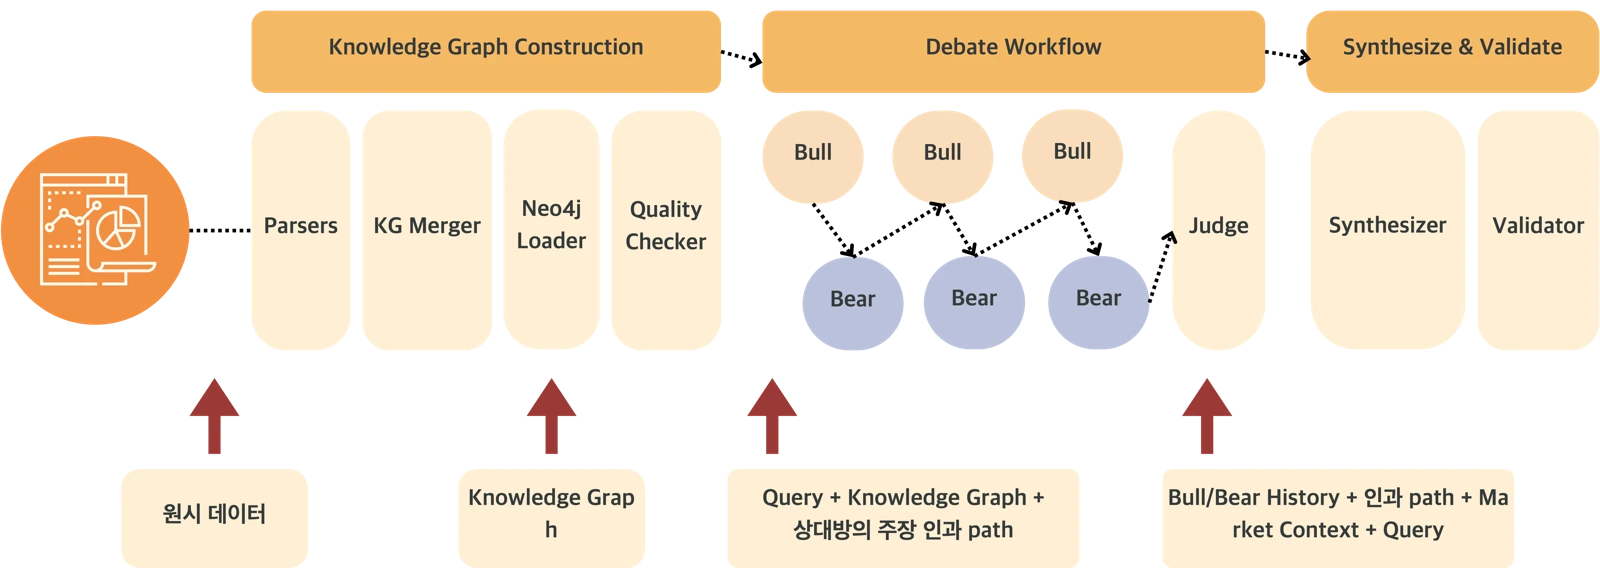 Knowledge Graph Construction
Debate Workflow
Synthesize & Validate
Parsers
KG Merger
Neo4j
Loader
Quality
Checker
Bull
Bull
Bull
Bear
Bear
Bear
Judge
Synthesizer
Validator
원시 데이터
Knowledge Grap
h
Query + Knowledge Graph +
상대방의 주장 인과 path
Bull/Bear History + 인과 path + Ma
rket Context + Query